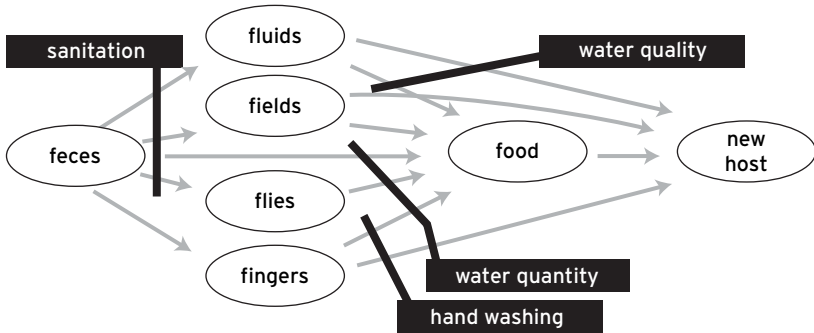 fluids
sanitation
water quality
fields
feces
food
new
host
flies
fingers
water quantity
hand washing